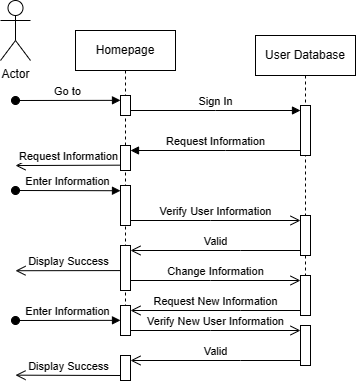 Homepage
User Database
Actor
Go to
Sign In
Request Information
Request Information
Enter Information
Verify User Information
Valid
Display Success
Change Information
Request New Information
Enter Information
Verify New User Information
Valid
Display Success